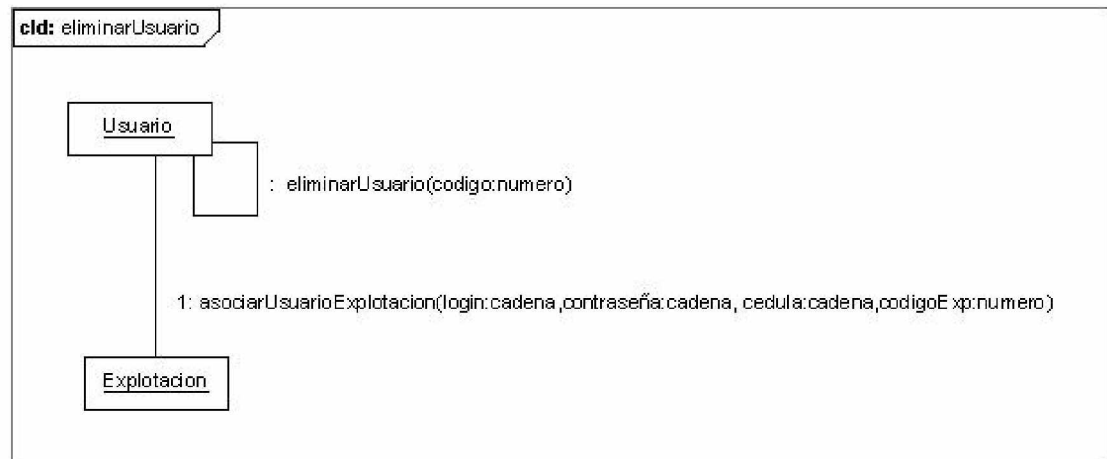 cld: eliminarUsuario
Usuario
: eliminarUsuario(codigo:numero)
1: asociarUsuarioExplotacion(login:cadena,contraseña:cadena, cedula:cadena,codigoExp:numero)
Explotacion